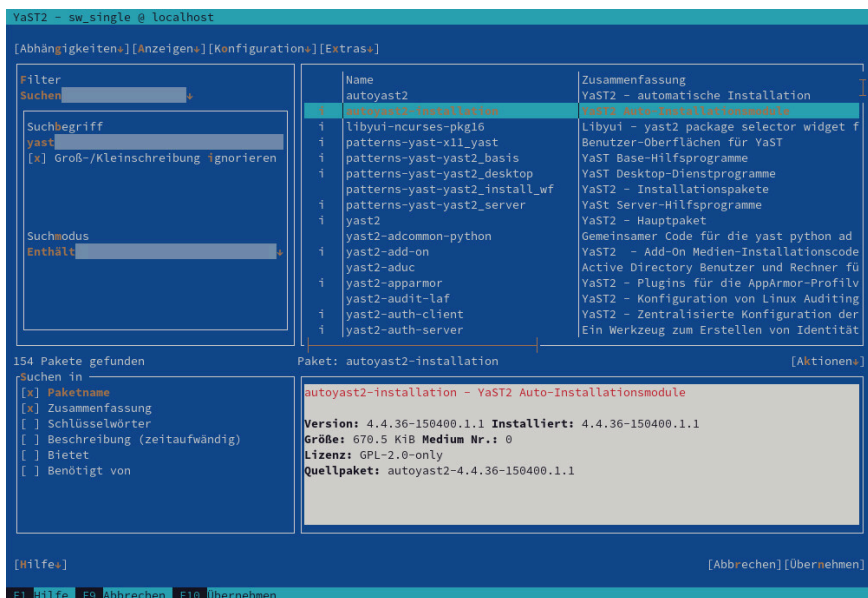 YaST2 - sw_single @ localhost
[Abhängigkeiten↓][Anzeigen↓][Konfiguration↓][Extras↓]
Filter
Suchen ↓
Suchbegriff
yast
[x] Groß-/Kleinschreibung ignorieren
Suchmodus
Enthält ↓
Name Zusammenfassung
autoyast2 YaST2 - automatische Installation
i autoyast2-installation YaST2 Auto-Installationsmodule
i libyui-ncurses-pkg16 Libyui - yast2 package selector widget f
i patterns-yast-x11_yast Benutzer-Oberflächen für YaST
i patterns-yast-yast2_basis YaST Base-Hilfsprogramme
i patterns-yast-yast2_desktop YaST Desktop-Dienstprogramme
patterns-yast-yast2_install_wf YaST2 - Installationspakete
i patterns-yast-yast2_server YaSt Server-Hilfsprogramme
i yast2 YaST2 - Hauptpaket
yast2-adcommon-python Gemeinsamer Code für die yast python ad
i yast2-add-on YaST2 - Add-On Medien-Installationscode
yast2-aduc Active Directory Benutzer und Rechner fü
i yast2-apparmor YaST2 - Plugins für die AppArmor-Profilv
yast2-audit-laf YaST2 - Konfiguration von Linux Auditing
i yast2-auth-client YaST2 - Zentralisierte Konfiguration der
i yast2-auth-server Ein Werkzeug zum Erstellen von Identität
154 Pakete gefunden
Paket: autoyast2-installation [Aktionen↓]
Suchen in
[x] Paketname
[x] Zusammenfassung
[ ] Schlüsselwörter
[ ] Beschreibung (zeitaufwändig)
[ ] Bietet
[ ] Benötigt von
autoyast2-installation - YaST2 Auto-Installationsmodule
Version: 4.4.36-150400.1.1 Installiert: 4.4.36-150400.1.1
Größe: 670.5 KiB Medium Nr.: 0
Lizenz: GPL-2.0-only
Quellpaket: autoyast2-4.4.36-150400.1.1
[Hilfe↓] [Abbrechen][Übernehmen]
F1 Hilfe F9 Abbrechen F10 Übernehmen